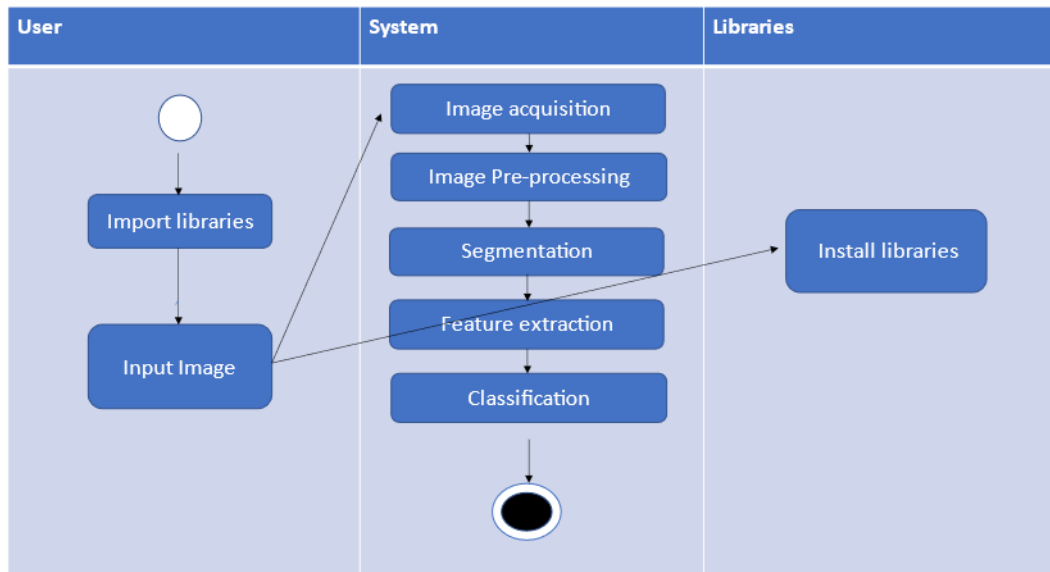 User
System
Libraries
Import libraries
Input Image
Image acquisition
Image Pre-processing
Segmentation
Feature extraction
Classification
Install libraries